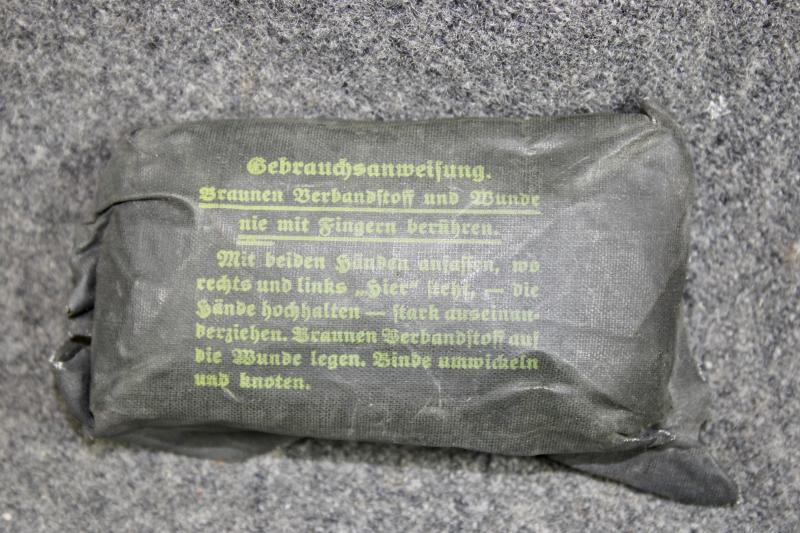 Gebrauchsanweisung.
Braunen Verbandstoff und Wunde
nie mit Fingern berühren.
Mit beiden Händen anfassen, wo
rechts und links „Hier“ steht, — die
Hände hochhalten — stark auseinan-
derziehen. Braunen Verbandstoff auf
die Wunde legen. Binde umwickeln
und knoten.